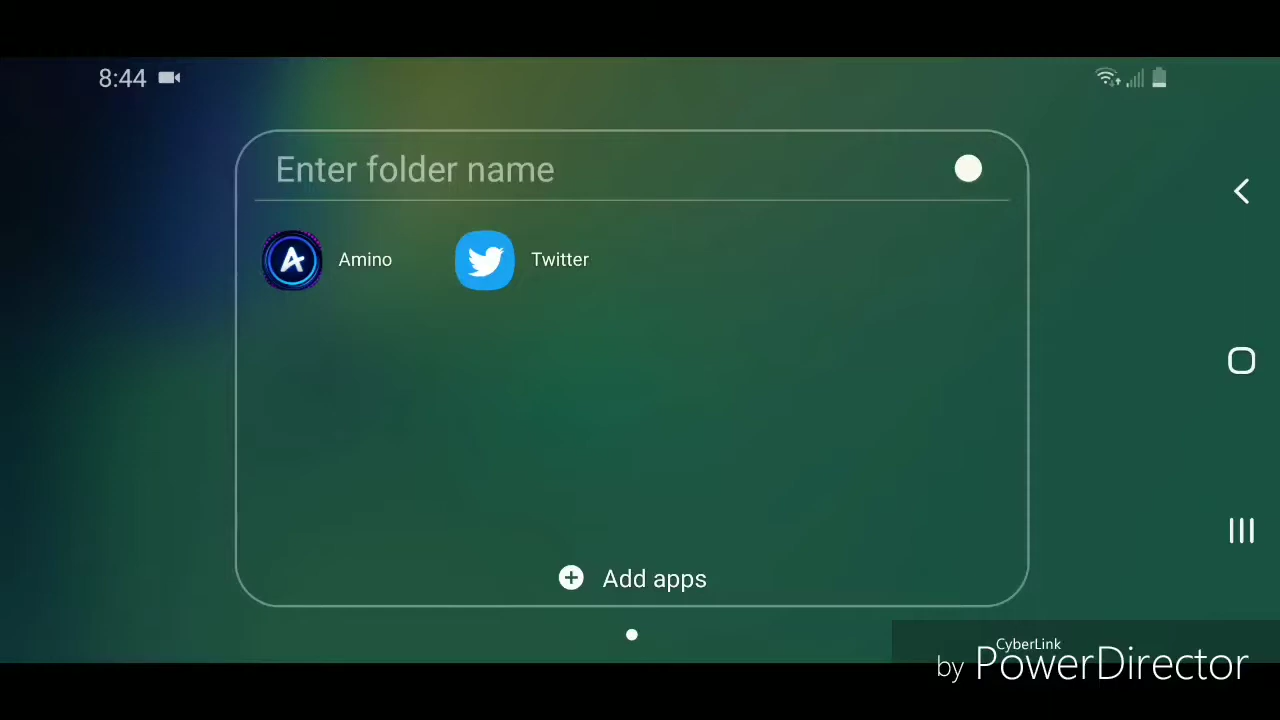 8:44
Enter folder name
Amino
Twitter
Add apps
CyberLink
by PowerDirector